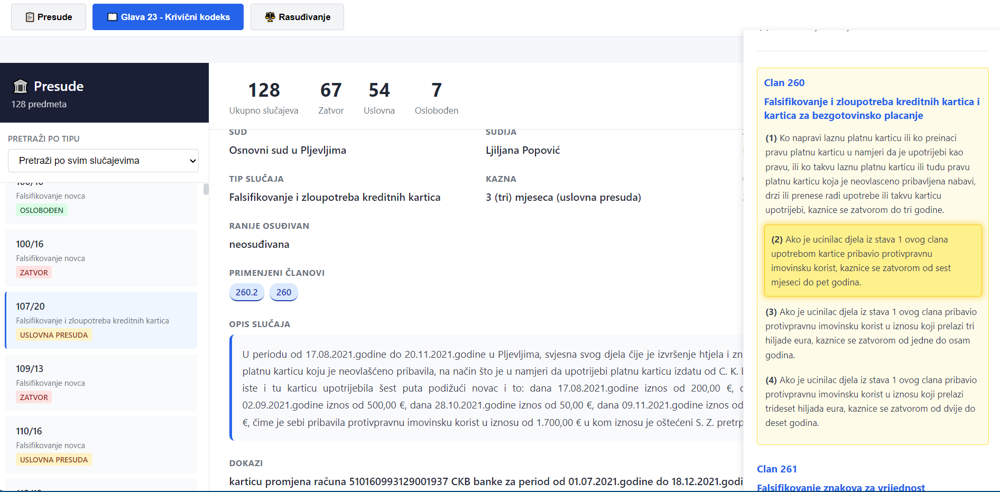 Presude
Glava 23 - Krivični kodeks
Rasuđivanje
Presude
128 predmeta
PRETRAŽI PO TIPU
Pretraži po svim slučajevima
Falsifikovanje novca
OSLOBOĐEN
100/16
Falsifikovanje novca
ZATVOR
107/20
Falsifikovanje i zloupotreba kreditnih kartica
USLOVNA PRESUDA
109/13
Falsifikovanje novca
ZATVOR
110/16
Falsifikovanje novca
USLOVNA PRESUDA
128
Ukupno slučajeva
67
Zatvor
54
Uslovna
7
Oslobođen
SUD
Osnovni sud u Pljevljima
SUDIJA
Ljiljana Popović
TIP SLUČAJA
Falsifikovanje i zloupotreba kreditnih kartica
KAZNA
3 (tri) mjeseca (uslovna presuda)
RANIJE OSUĐIVAN
neosuđivana
PRIMENJENI ČLANOVI
260.2
260
OPIS SLUČAJA
U periodu od 17.08.2021.godine do 20.11.2021.godine u Pljevljima, svjesna svog djela čije je izvršenje htjela i zn
platnu karticu koju je neovlašćeno pribavila, na način što je u namjeri da upotrijebi platnu karticu izdatu od C. K.
iste i tu karticu upotrijebila šest puta podižući novac i to: dana 17.08.2021.godine iznos od 200,00 €,
02.09.2021.godine iznos od 500,00 €, dana 28.10.2021.godine iznos od 50,00 €, dana 09.11.2021.godine iznos od
€, čime je sebi pribavila protivpravnu imovinsku korist u iznosu od 1.700,00 € u kom iznosu je oštećeni S. Z. pretrp
DOKAZI
karticu promjena računa 510160993129001937 CKB banke za period od 01.07.2021.godine do 18.12.2021.godi
Clan 260
Falsifikovanje i zloupotreba kreditnih kartica i
kartica za bezgotovinsko placanje
(1) Ko napravi laznu platnu karticu ili ko preinaci
pravu platnu karticu u namjeri da je upotrijebi kao
pravu, ili ko takvu laznu platnu karticu ili tudu pravu
platnu karticu koja je neovlasceno pribavljena nabavi,
drzi ili prenese radi upotrebe ili takvu karticu
upotrijebi, kaznice se zatvorom do tri godine.
(2) Ako je ucinilac djela iz stava 1 ovog clana
upotrebom kartice pribavio protivpravnu
imovinsku korist, kaznice se zatvorom od sest
mjeseci do pet godina.
(3) Ako je ucinilac djela iz stava 1 ovog clana pribavio
protivpravnu imovinsku korist u iznosu koji prelazi tri
hiljade eura, kaznice se zatvorom od jedne do osam
godina.
(4) Ako je ucinilac djela iz stava 1 ovog clana pribavio
protivpravnu imovinsku korist u iznosu koji prelazi
trideset hiljada eura, kaznice se zatvorom od dvije do
deset godina.
Clan 261
Falsifikovanje znakova za vrijednost